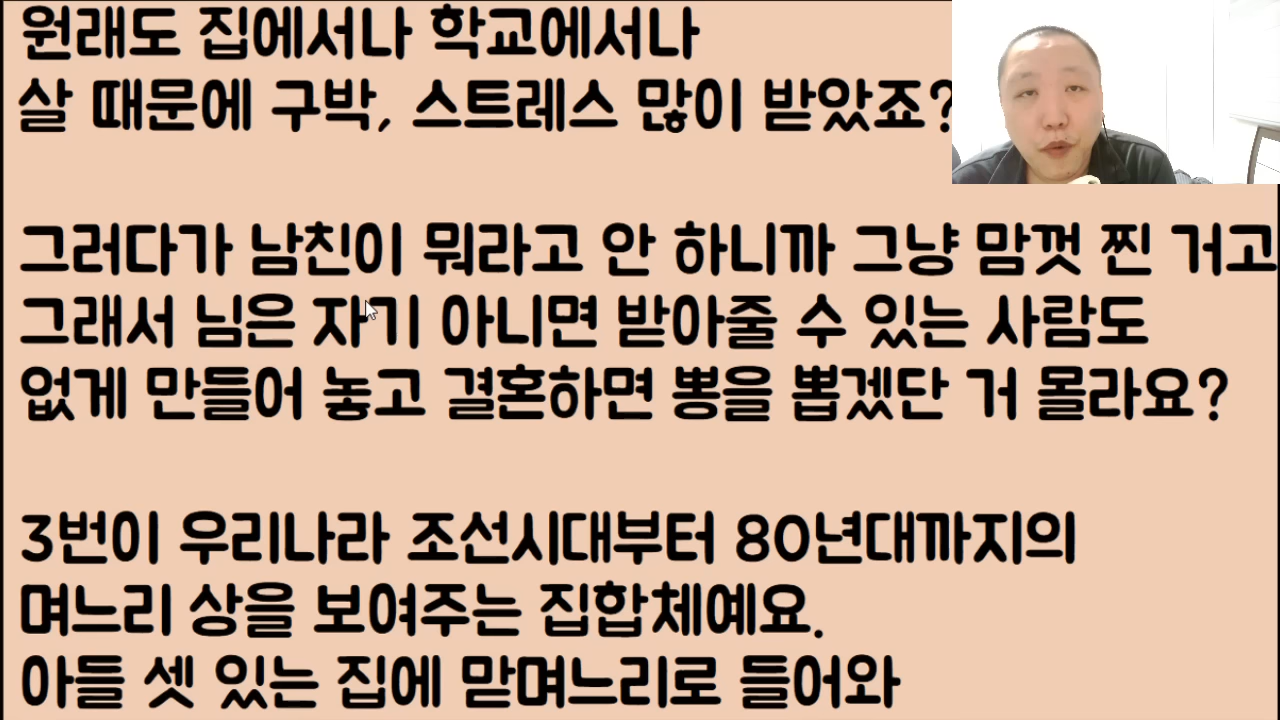 원래도 집에서나 학교에서나
살 때문에 구박, 스트레스 많이 받았죠?
그러다가 남친이 뭐라고 안 하니까 그냥 맘껏 찐 거고
그래서 님은 자기 아니면 받아줄 수 있는 사람도
없게 만들어 놓고 결혼하면 뽕을 뽑겠단 거 몰라요?
3번이 우리나라 조선시대부터 80년대까지의
며느리 상을 보여주는 집합체예요.
아들 셋 있는 집에 맏며느리로 들어와